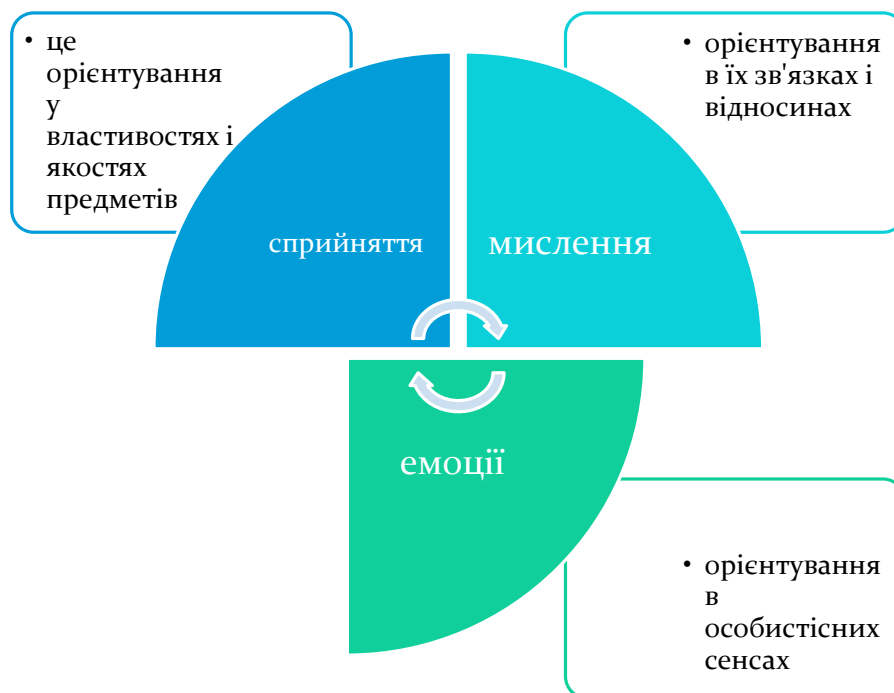 • це
орієнтування
у
властивостях і
якостях
предметів
• орієнтування
в їх зв'язках і
відносинах
сприйняття
мислення
емоції
• орієнтування
в
особистісних
сенсах